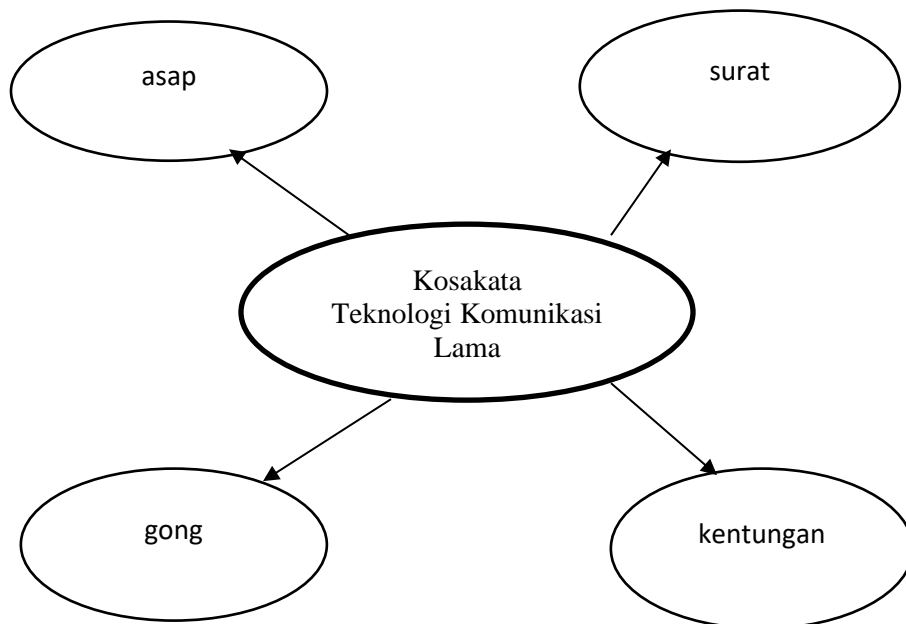 asap
surat
Kosakata
Teknologi Komunikasi
Lama
gong
kentungan